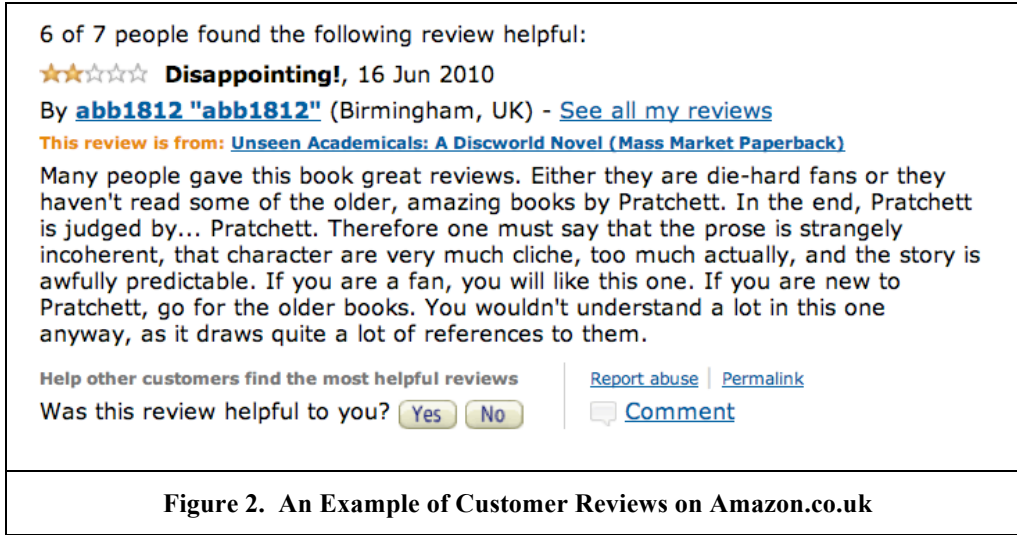 6 of 7 people found the following review helpful:
Disappointing!, 16 Jun 2010
By abb1812 "abb1812" (Birmingham, UK) - See all my reviews
This review is from: Unseen Academicals: A Discworld Novel (Mass Market Paperback)
Many people gave this book great reviews. Either they are die-hard fans or they
haven't read some of the older, amazing books by Pratchett. In the end, Pratchett
is judged by... Pratchett. Therefore one must say that the prose is strangely
incoherent, that character are very much cliche, too much actually, and the story is
awfully predictable. If you are a fan, you will like this one. If you are new to
Pratchett, go for the older books. You wouldn't understand a lot in this one
anyway, as it draws quite a lot of references to them.
Help other customers find the most helpful reviews
Was this review helpful to you? Yes No
Report abuse | Permalink
Comment
Figure 2. An Example of Customer Reviews on Amazon.co.uk